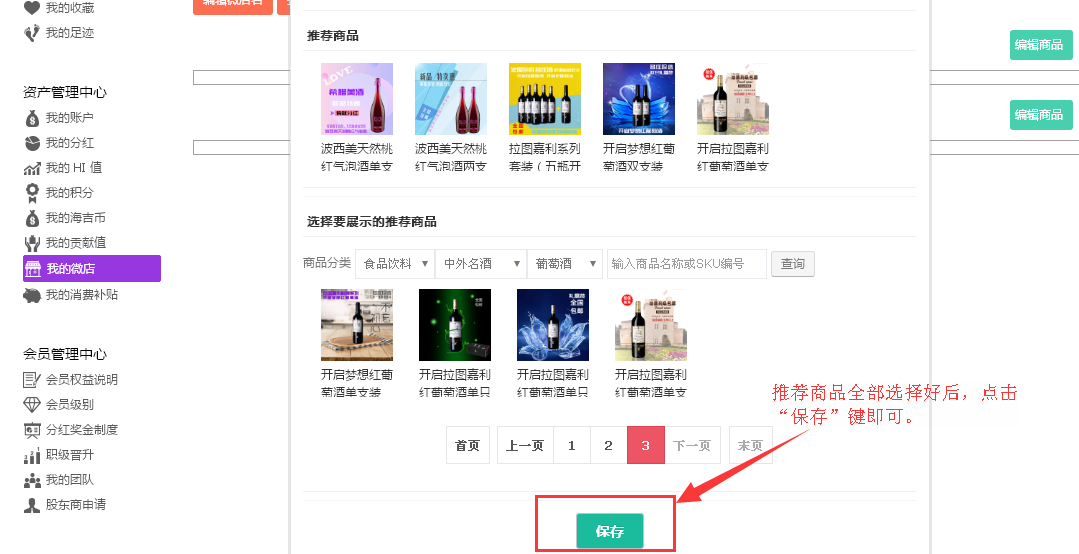 我的收藏
我的足迹
资产管理中心
我的账户
我的分红
我的 HI 值
我的积分
我的海吉币
我的贡献值
我的微店
我的消费补贴
会员管理中心
会员权益说明
会员级别
分红奖金制度
职级晋升
我的团队
股东商申请
推荐商品
波西美天然桃
红气泡酒单支
波西美天然桃
红气泡酒两支
拉图嘉利系列
套装（五瓶开
开启梦想红葡
萄酒双支装
开启拉图嘉利
红葡萄酒单支
选择要展示的推荐商品
商品分类 食品饮料 中外名酒 葡萄酒 输入商品名称或SKU编号 查询
开启梦想红葡
萄酒单支装
开启拉图嘉利
红葡萄酒单只
开启拉图嘉利
红葡萄酒单只
开启拉图嘉利
红葡萄酒单支
首页 上一页 1 2 3 下一页 末页
保存
编辑商品
编辑商品
推荐商品全部选择好后，点击
“保存”键即可。